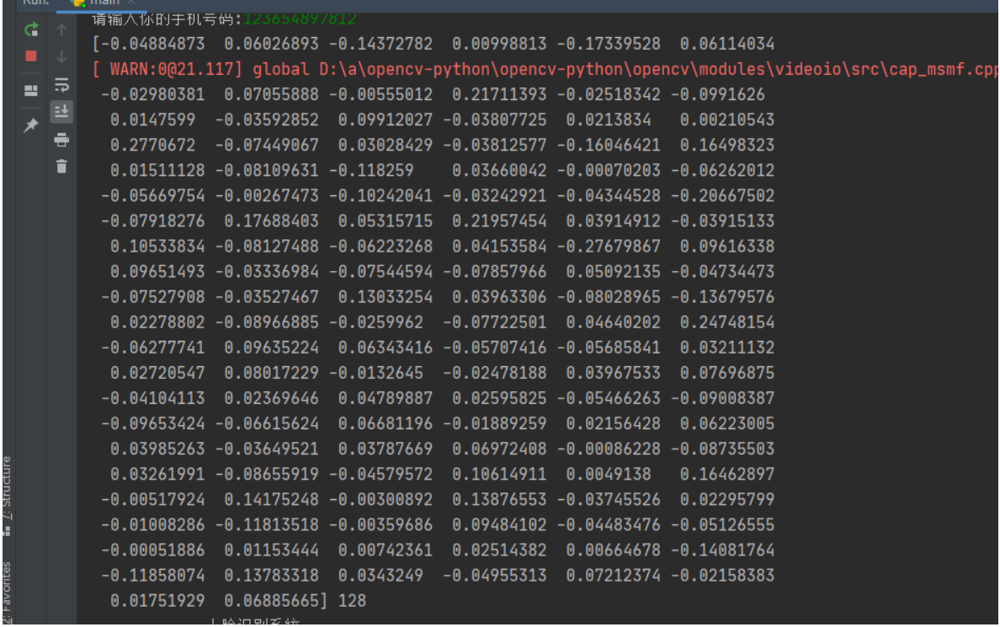 Run: main ×
请输入你的手机号码:123654897812
[-0.04884873 0.06026893 -0.14372782 0.00998813 -0.17339528 0.06114034
[ WARN:0@21.117] global D:\a\opencv-python\opencv-python\opencv\modules\videoio\src\cap_msmf.cpp
-0.02980381 0.07055888 -0.00555012 0.21711393 -0.02518342 -0.0991626
0.0147599 -0.03592852 0.09912027 -0.03807725 0.0213834 0.00210543
0.2770672 -0.07449067 0.03028429 -0.03812577 -0.16046421 0.16498323
0.01511128 -0.08109631 -0.118259 0.03660042 -0.00070203 -0.06262012
-0.05669754 -0.00267473 -0.10242041 -0.03242921 -0.04344528 -0.20667502
-0.07918276 0.17688403 0.05315715 0.21957454 0.03914912 -0.03915133
0.10533834 -0.08127488 -0.06223268 0.04153584 -0.27679867 0.09616338
0.09651493 -0.03336984 -0.07544594 -0.07857966 0.05092135 -0.04734473
-0.07527908 -0.03527467 0.13033254 0.03963306 -0.08028965 -0.13679576
0.02278802 -0.08966885 -0.0259962 -0.07722501 0.04640202 0.24748154
-0.06277741 0.09635224 0.06343416 -0.05707416 -0.05685841 0.03211132
0.02720547 0.08017229 -0.0132645 -0.02478188 0.03967533 0.07696875
-0.04104113 0.02369646 0.04789887 0.02595825 -0.05466263 -0.09008387
-0.09653424 -0.06615624 0.06681196 -0.01889259 0.02156428 0.06223005
0.03985263 -0.03649521 0.03787669 0.06972408 -0.00086228 -0.08735503
0.03261991 -0.08655919 -0.04579572 0.10614911 0.0049138 0.16462897
-0.00517924 0.14175248 -0.00300892 0.13876553 -0.03745526 0.02295799
-0.01008286 -0.11813518 -0.00359686 0.09484102 -0.04483476 -0.05126555
-0.00051886 0.01153444 0.00742361 0.02514382 0.00664678 -0.14081764
-0.11858074 0.13783318 0.0343249 -0.04955313 0.07212374 -0.02158383
0.01751929 0.06885665] 128
人脸识别系统
7: Structure
2: Favorites